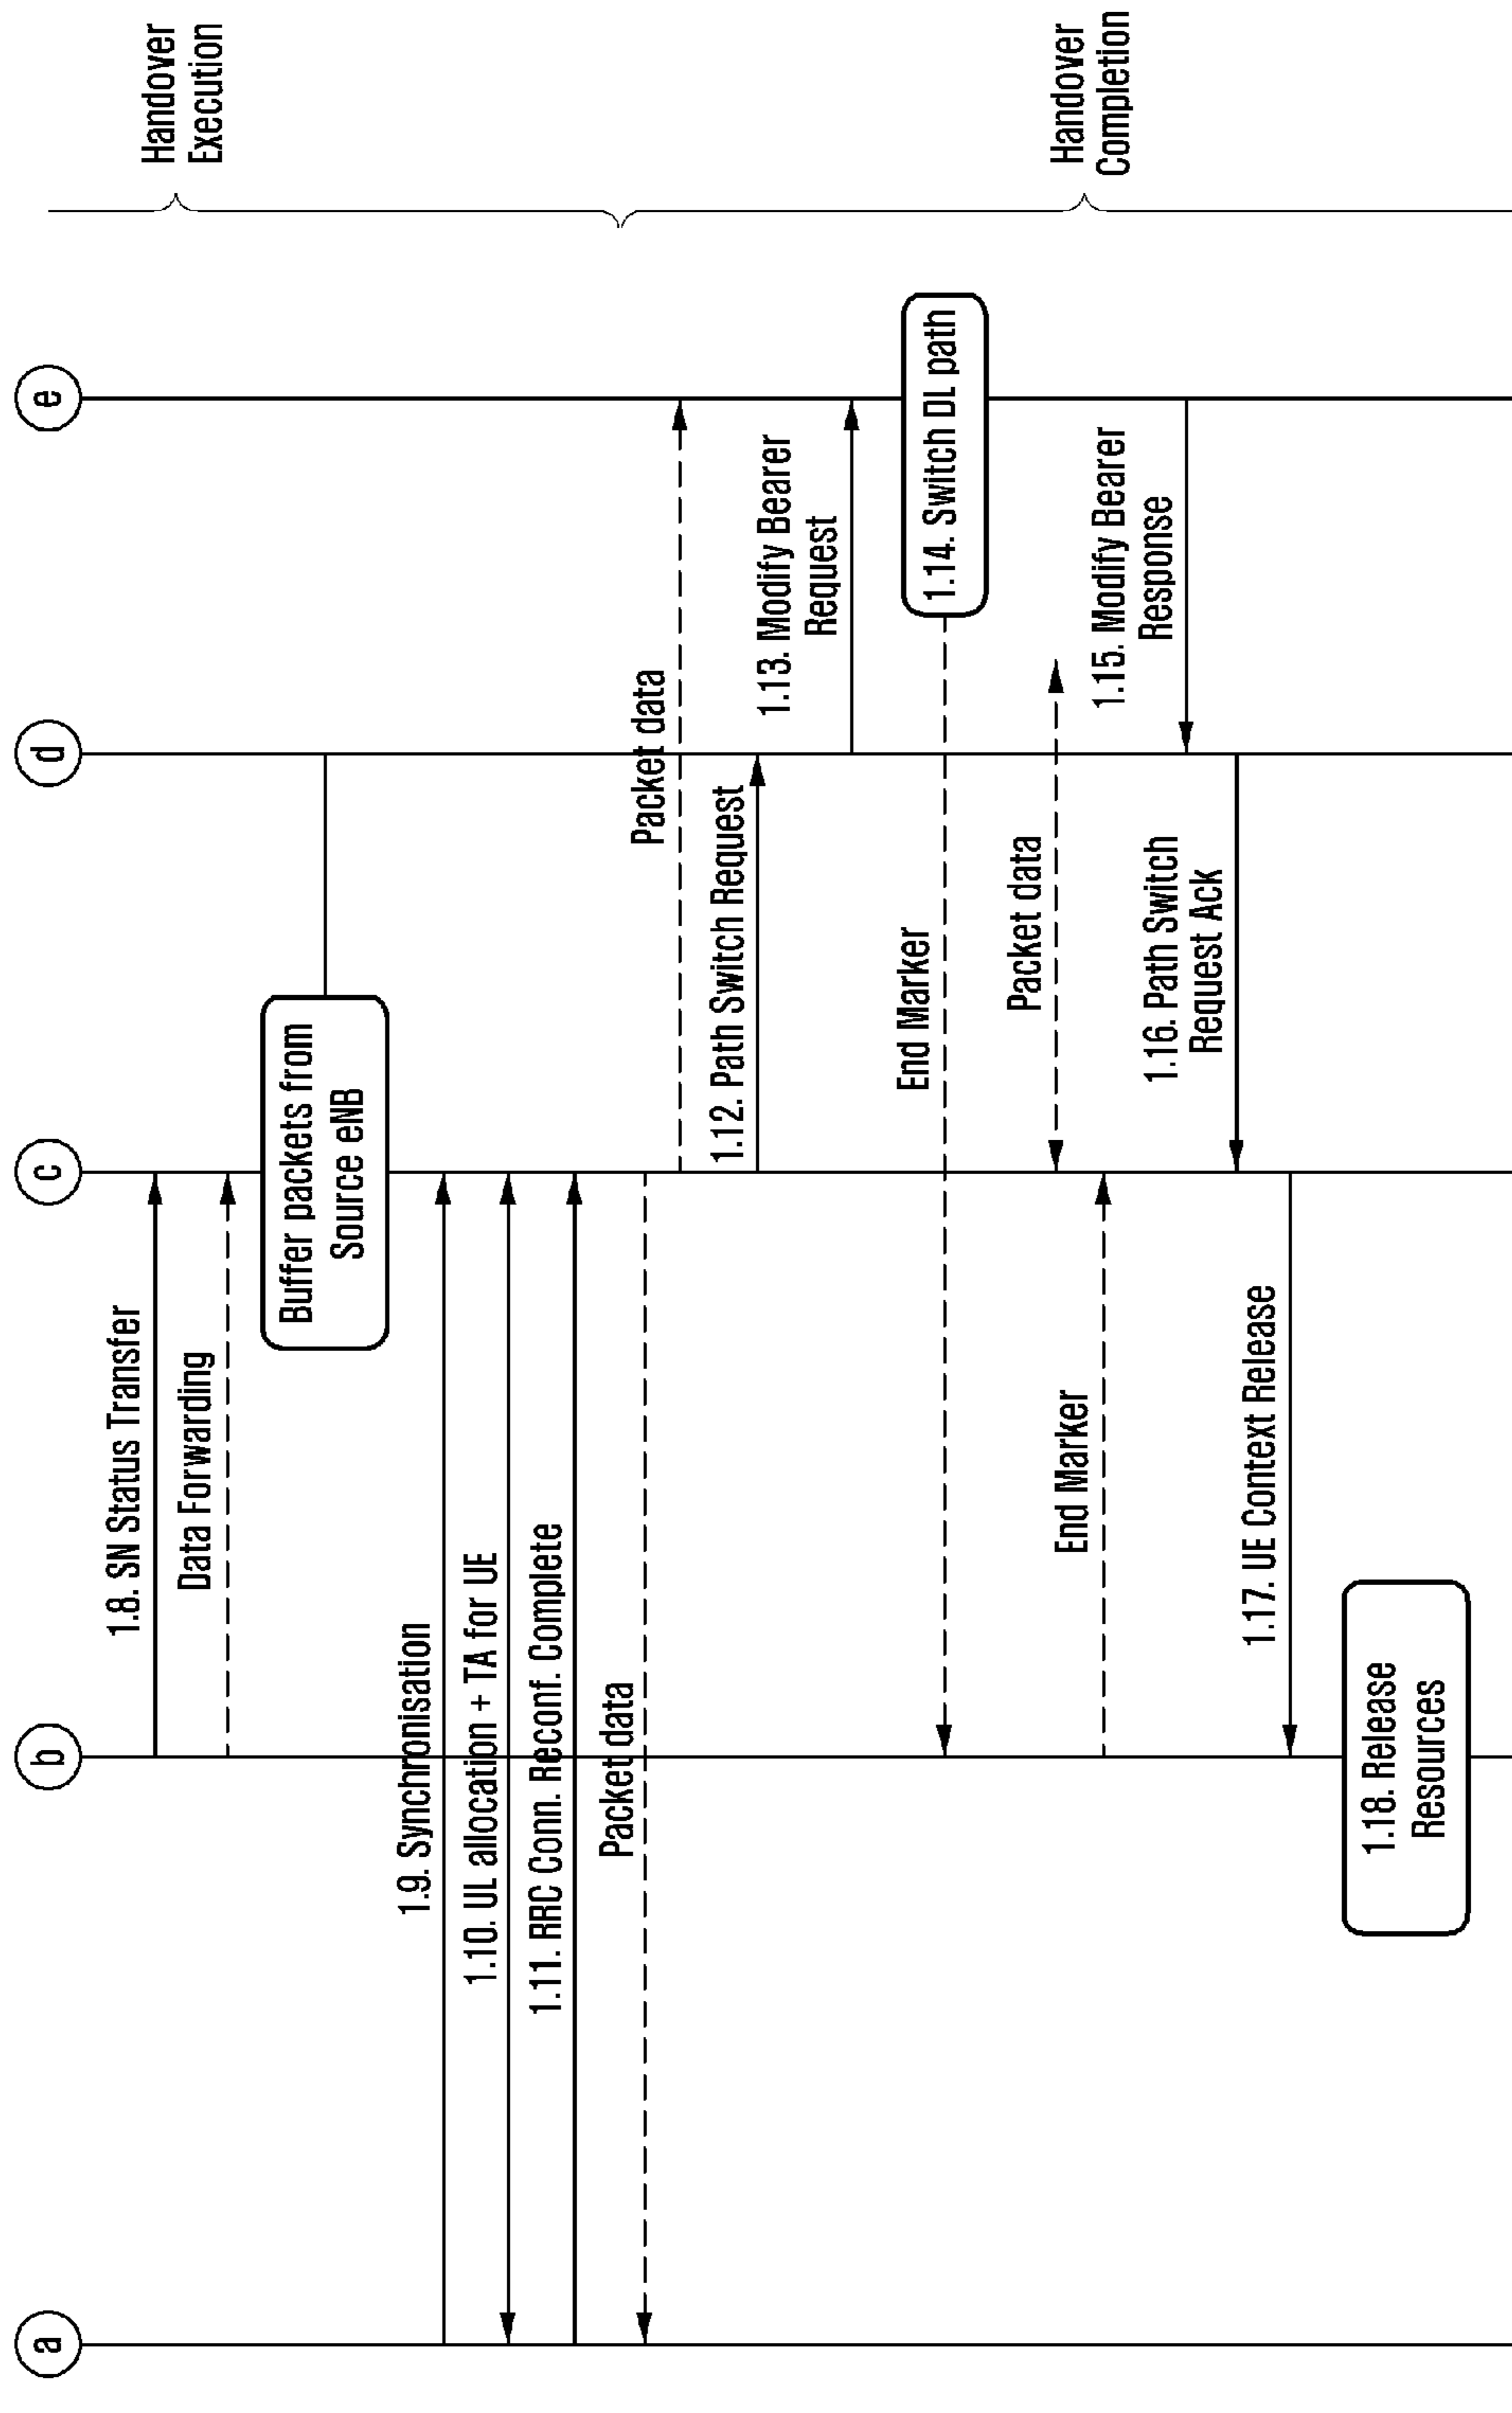 a
b
c
d
e
1.8. SN Status Transfer
Data Forwarding
Buffer packets from
Source eNB
Handover
Execution
1.9. Synchronisation
1.10. UL allocation + TA for UE
1.11. RRC Conn. Reconf. Complete
Packet data
Packet data
1.12. Path Switch Request
1.13. Modify Bearer
Request
End Marker
1.14. Switch DL path
Packet data
End Marker
Handover
Completion
1.15. Modify Bearer
Response
1.16. Path Switch
Request Ack
1.17. UE Context Release
1.18. Release
Resources